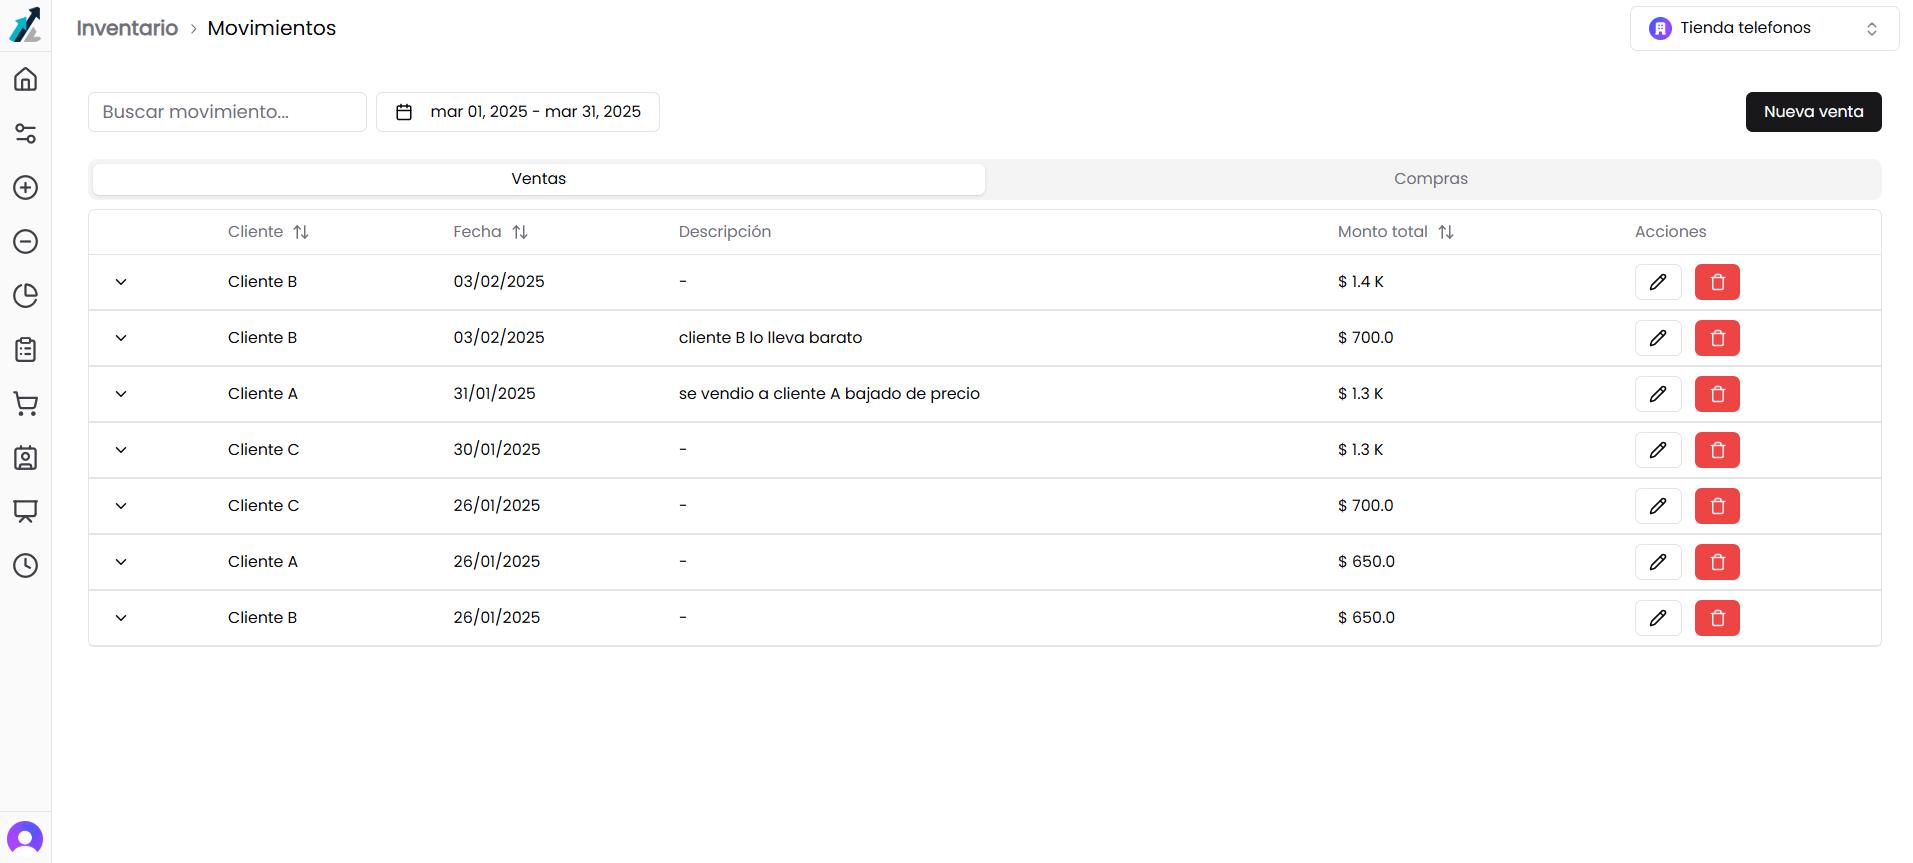 Inventario > Movimientos
Tienda telefonos
Buscar movimiento...
mar 01, 2025 - mar 31, 2025
Nueva venta
Ventas
Compras
Cliente Fecha Descripción Monto total Acciones
Cliente B 03/02/2025 - $ 1.4 K
Cliente B 03/02/2025 cliente B lo lleva barato $ 700.0
Cliente A 31/01/2025 se vendio a cliente A bajado de precio $ 1.3 K
Cliente C 30/01/2025 - $ 1.3 K
Cliente C 26/01/2025 - $ 700.0
Cliente A 26/01/2025 - $ 650.0
Cliente B 26/01/2025 - $ 650.0